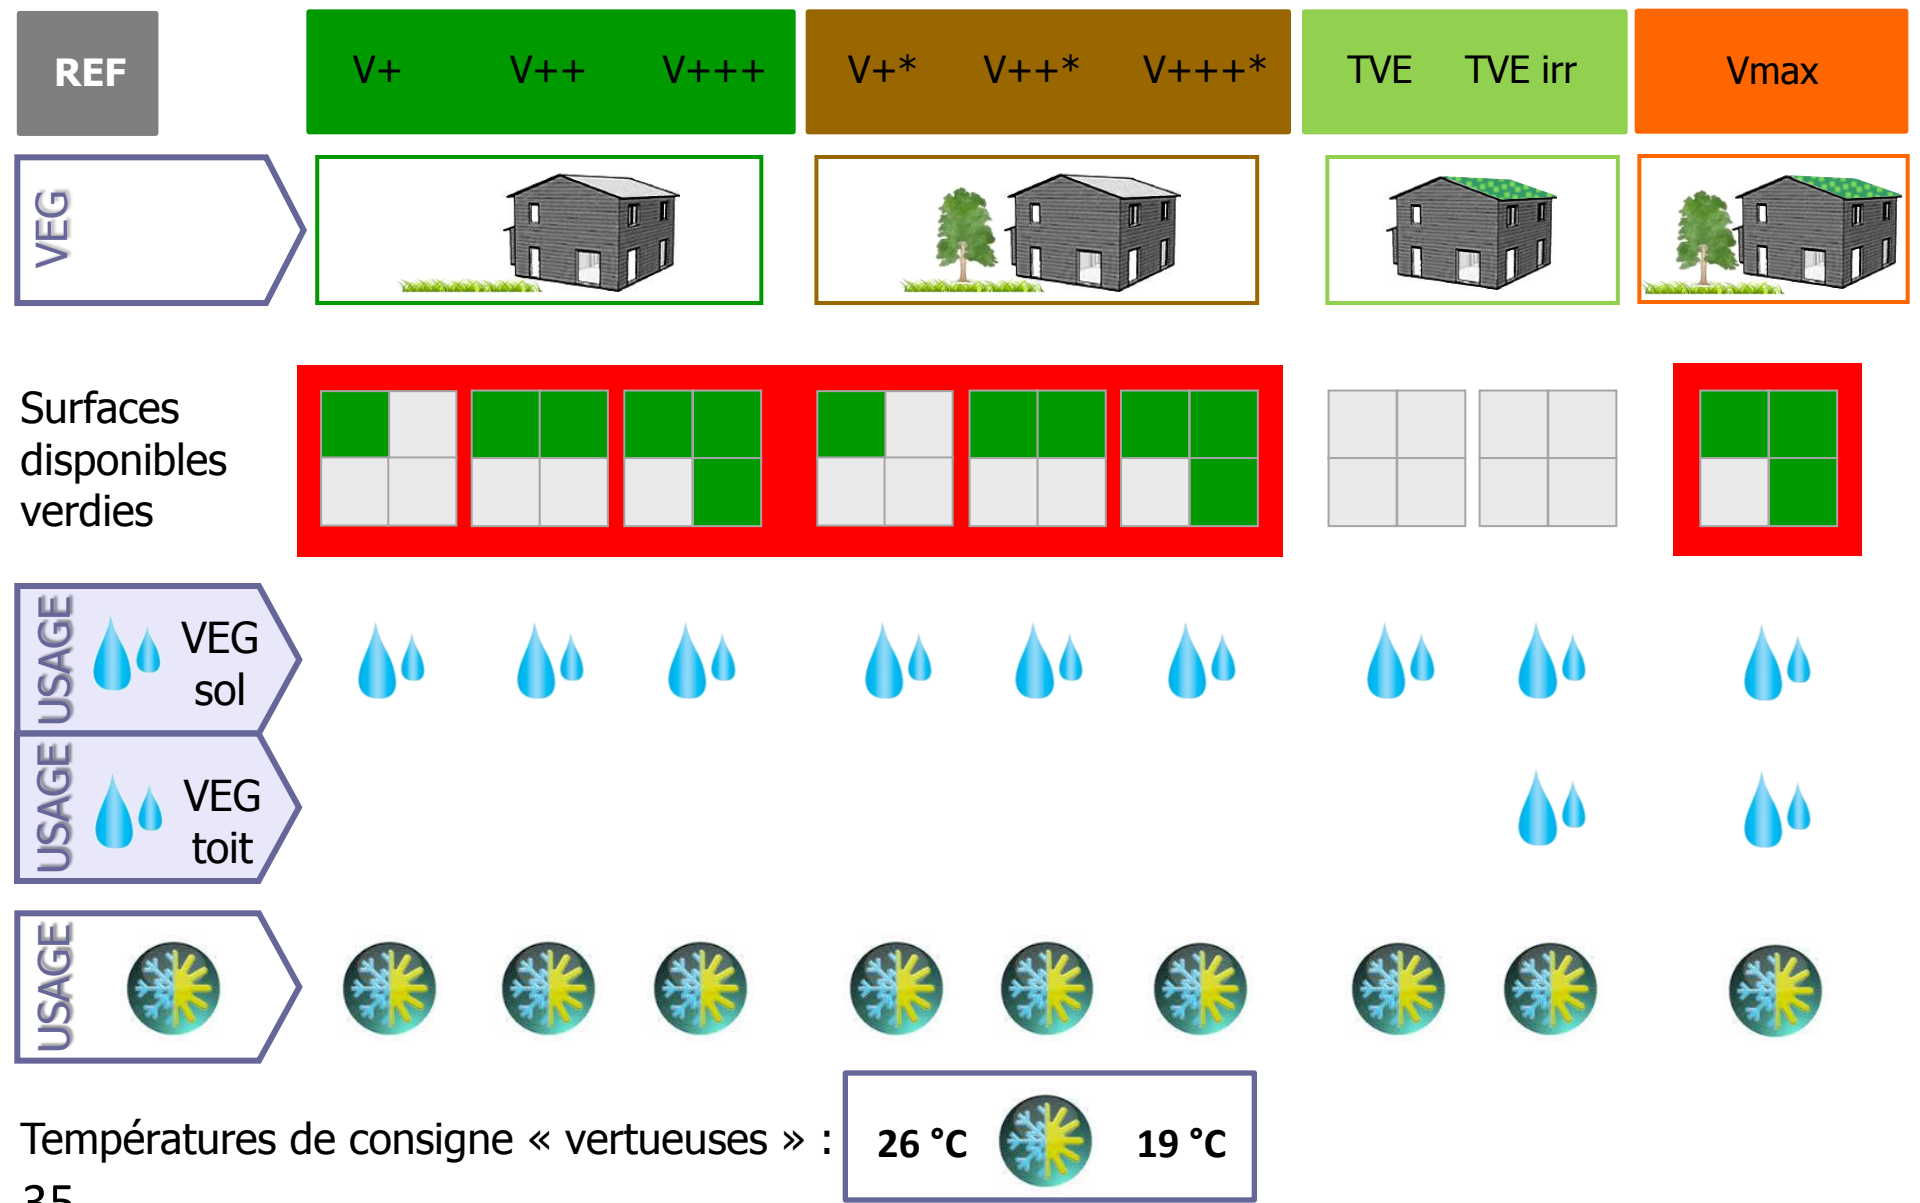 REF
V+ V++ V+++
V+* V++* V+++*
TVE TVE irr
Vmax
VEG
Surfaces
disponibles
verdies
USAGE
VEG
sol
USAGE
VEG
toit
USAGE
Températures de consigne « vertueuses » :
26 °C
19 °C
35